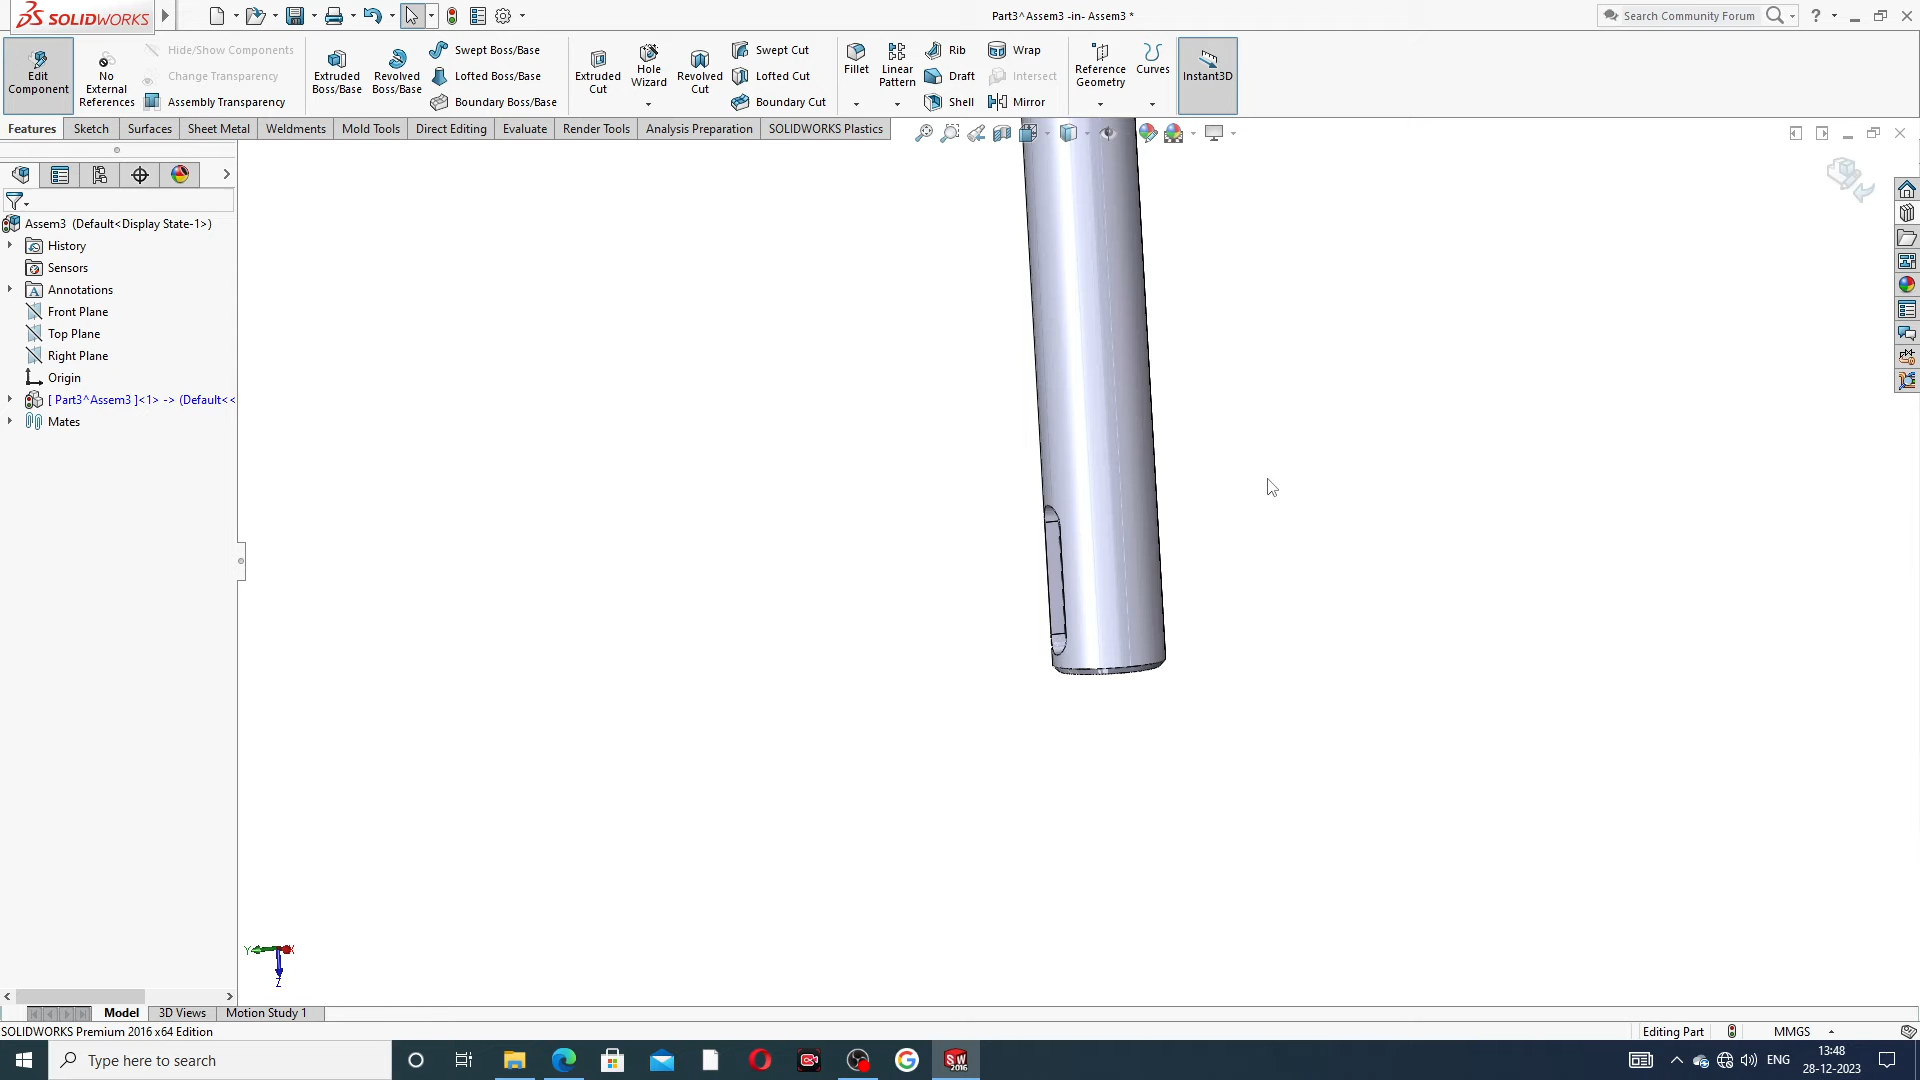 SOLIDWORKS
Part3^Assem3 -in- Assem3 *
Search Community Forum
Edit Component
No External References
Hide/Show Components
Change Transparency
Assembly Transparency
Extruded Boss/Base
Revolved Boss/Base
Swept Boss/Base
Lofted Boss/Base
Boundary Boss/Base
Extruded Cut
Hole Wizard
Revolved Cut
Swept Cut
Lofted Cut
Boundary Cut
Fillet
Linear Pattern
Rib
Draft
Shell
Wrap
Intersect
Mirror
Reference Geometry
Curves
Instant3D
Features
Sketch
Surfaces
Sheet Metal
Weldments
Mold Tools
Direct Editing
Evaluate
Render Tools
Analysis Preparation
SOLIDWORKS Plastics
Assem3 (Default<Display State-1>)
History
Sensors
Annotations
Front Plane
Top Plane
Right Plane
Origin
[ Part3^Assem3 ]<1> -> (Default<<
Mates
Y
X
Z
Model
3D Views
Motion Study 1
SOLIDWORKS Premium 2016 x64 Edition
Editing Part
MMGS
Type here to search
SW
2016
ENG
13:48
28-12-2023